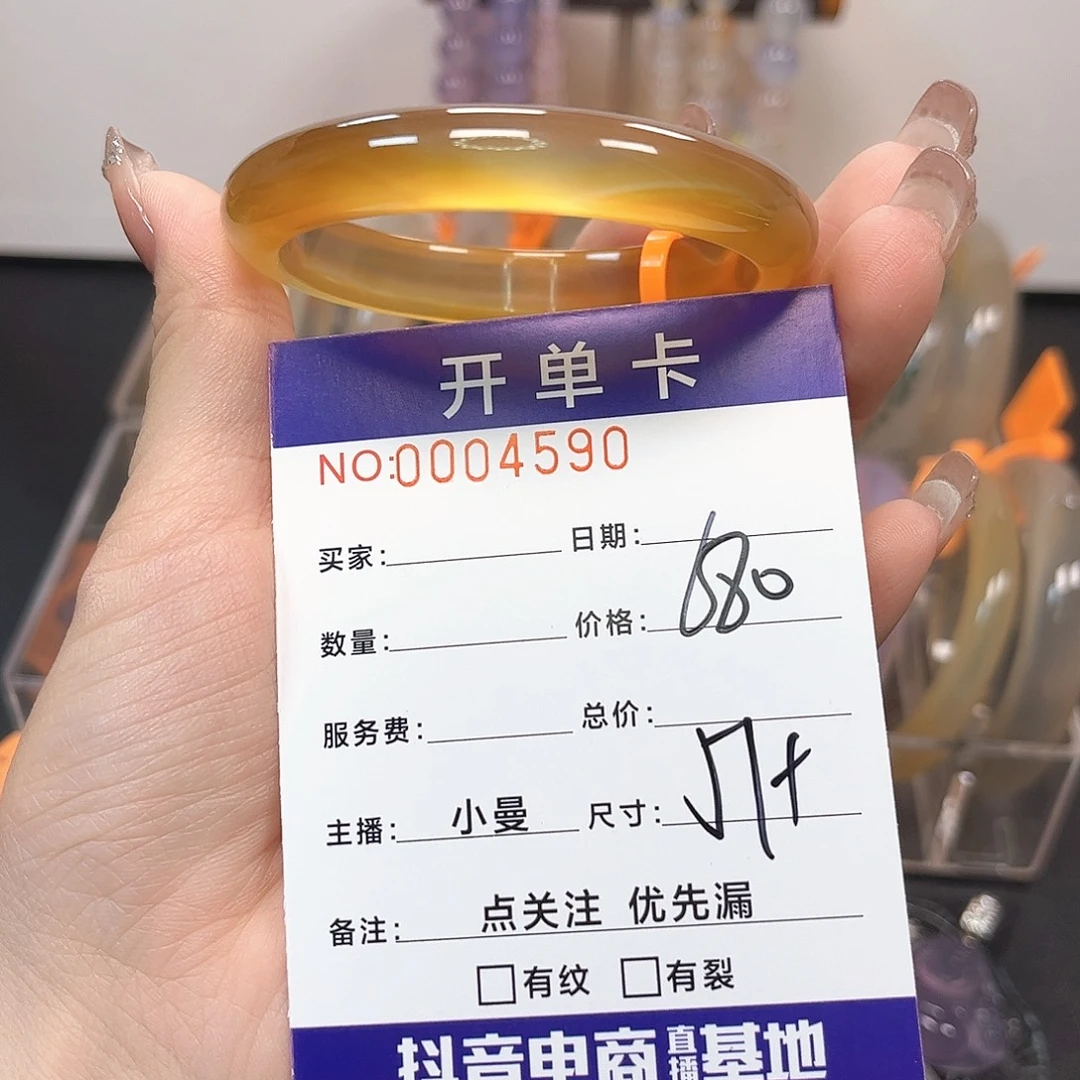 开单卡
NO:0004590
买家: 日期:
数量: 价格: 680
服务费: 总价:
主播: 小曼 尺寸: 57+
备注: 点关注 优先漏
有纹 有裂
抖音电商直播基地